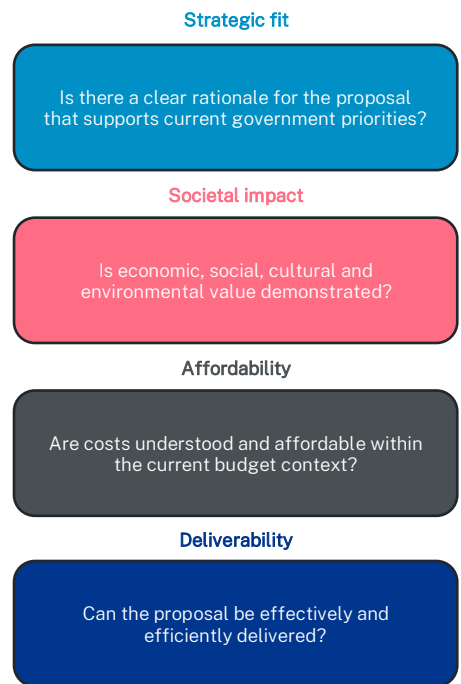 Strategic fit
Is there a clear rationale for the proposal
that supports current government priorities?
Societal impact
Is economic, social, cultural and
environmental value demonstrated?
Affordability
Are costs understood and affordable within
the current budget context?
Deliverability
Can the proposal be effectively and
efficiently delivered?